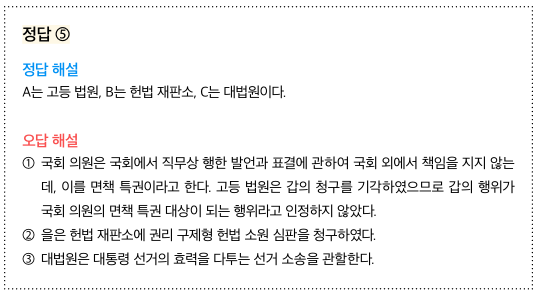 정답 ⑤
정답 해설
A는 고등 법원, B는 헌법 재판소, C는 대법원이다.
오답 해설
① 국회 의원은 국회에서 직무상 행한 발언과 표결에 관하여 국회 외에서 책임을 지지 않는
데, 이를 면책 특권이라고 한다. 고등 법원은 갑의 청구를 기각하였으므로 갑의 행위가
국회 의원의 면책 특권 대상이 되는 행위라고 인정하지 않았다.
② 을은 헌법 재판소에 권리 구제형 헌법 소원 심판을 청구하였다.
③ 대법원은 대통령 선거의 효력을 다투는 선거 소송을 관할한다.